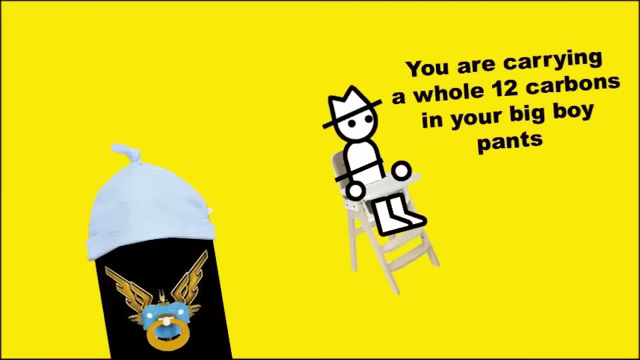 You are carrying
a whole 12 carbons
in your big boy
pants